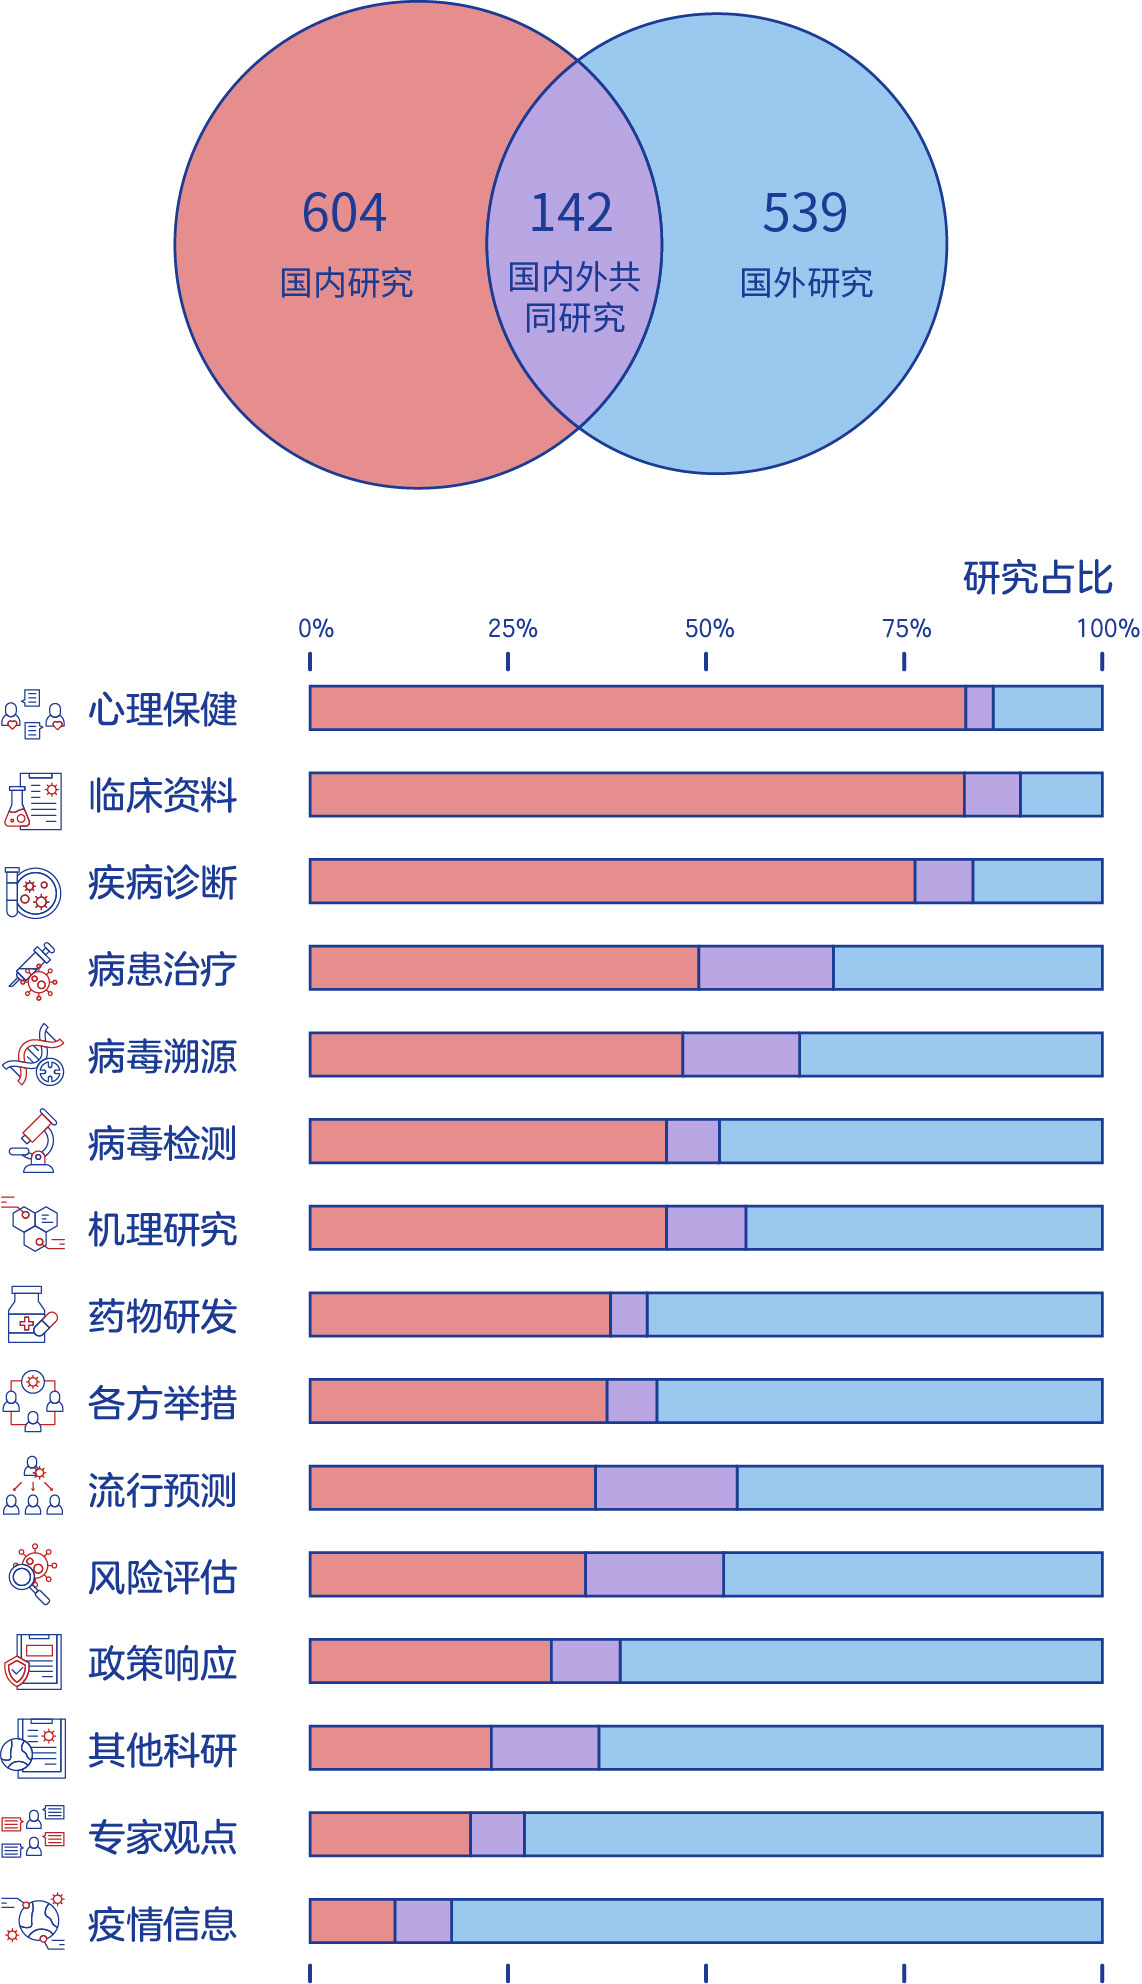 604
国内研究
142
国内外共
同研究
539
国外研究
研究占比
0% 25% 50% 75% 100%
心理保健
临床资料
疾病诊断
病患治疗
病毒溯源
病毒检测
机理研究
药物研发
各方举措
流行预测
风险评估
政策响应
其他科研
专家观点
疫情信息